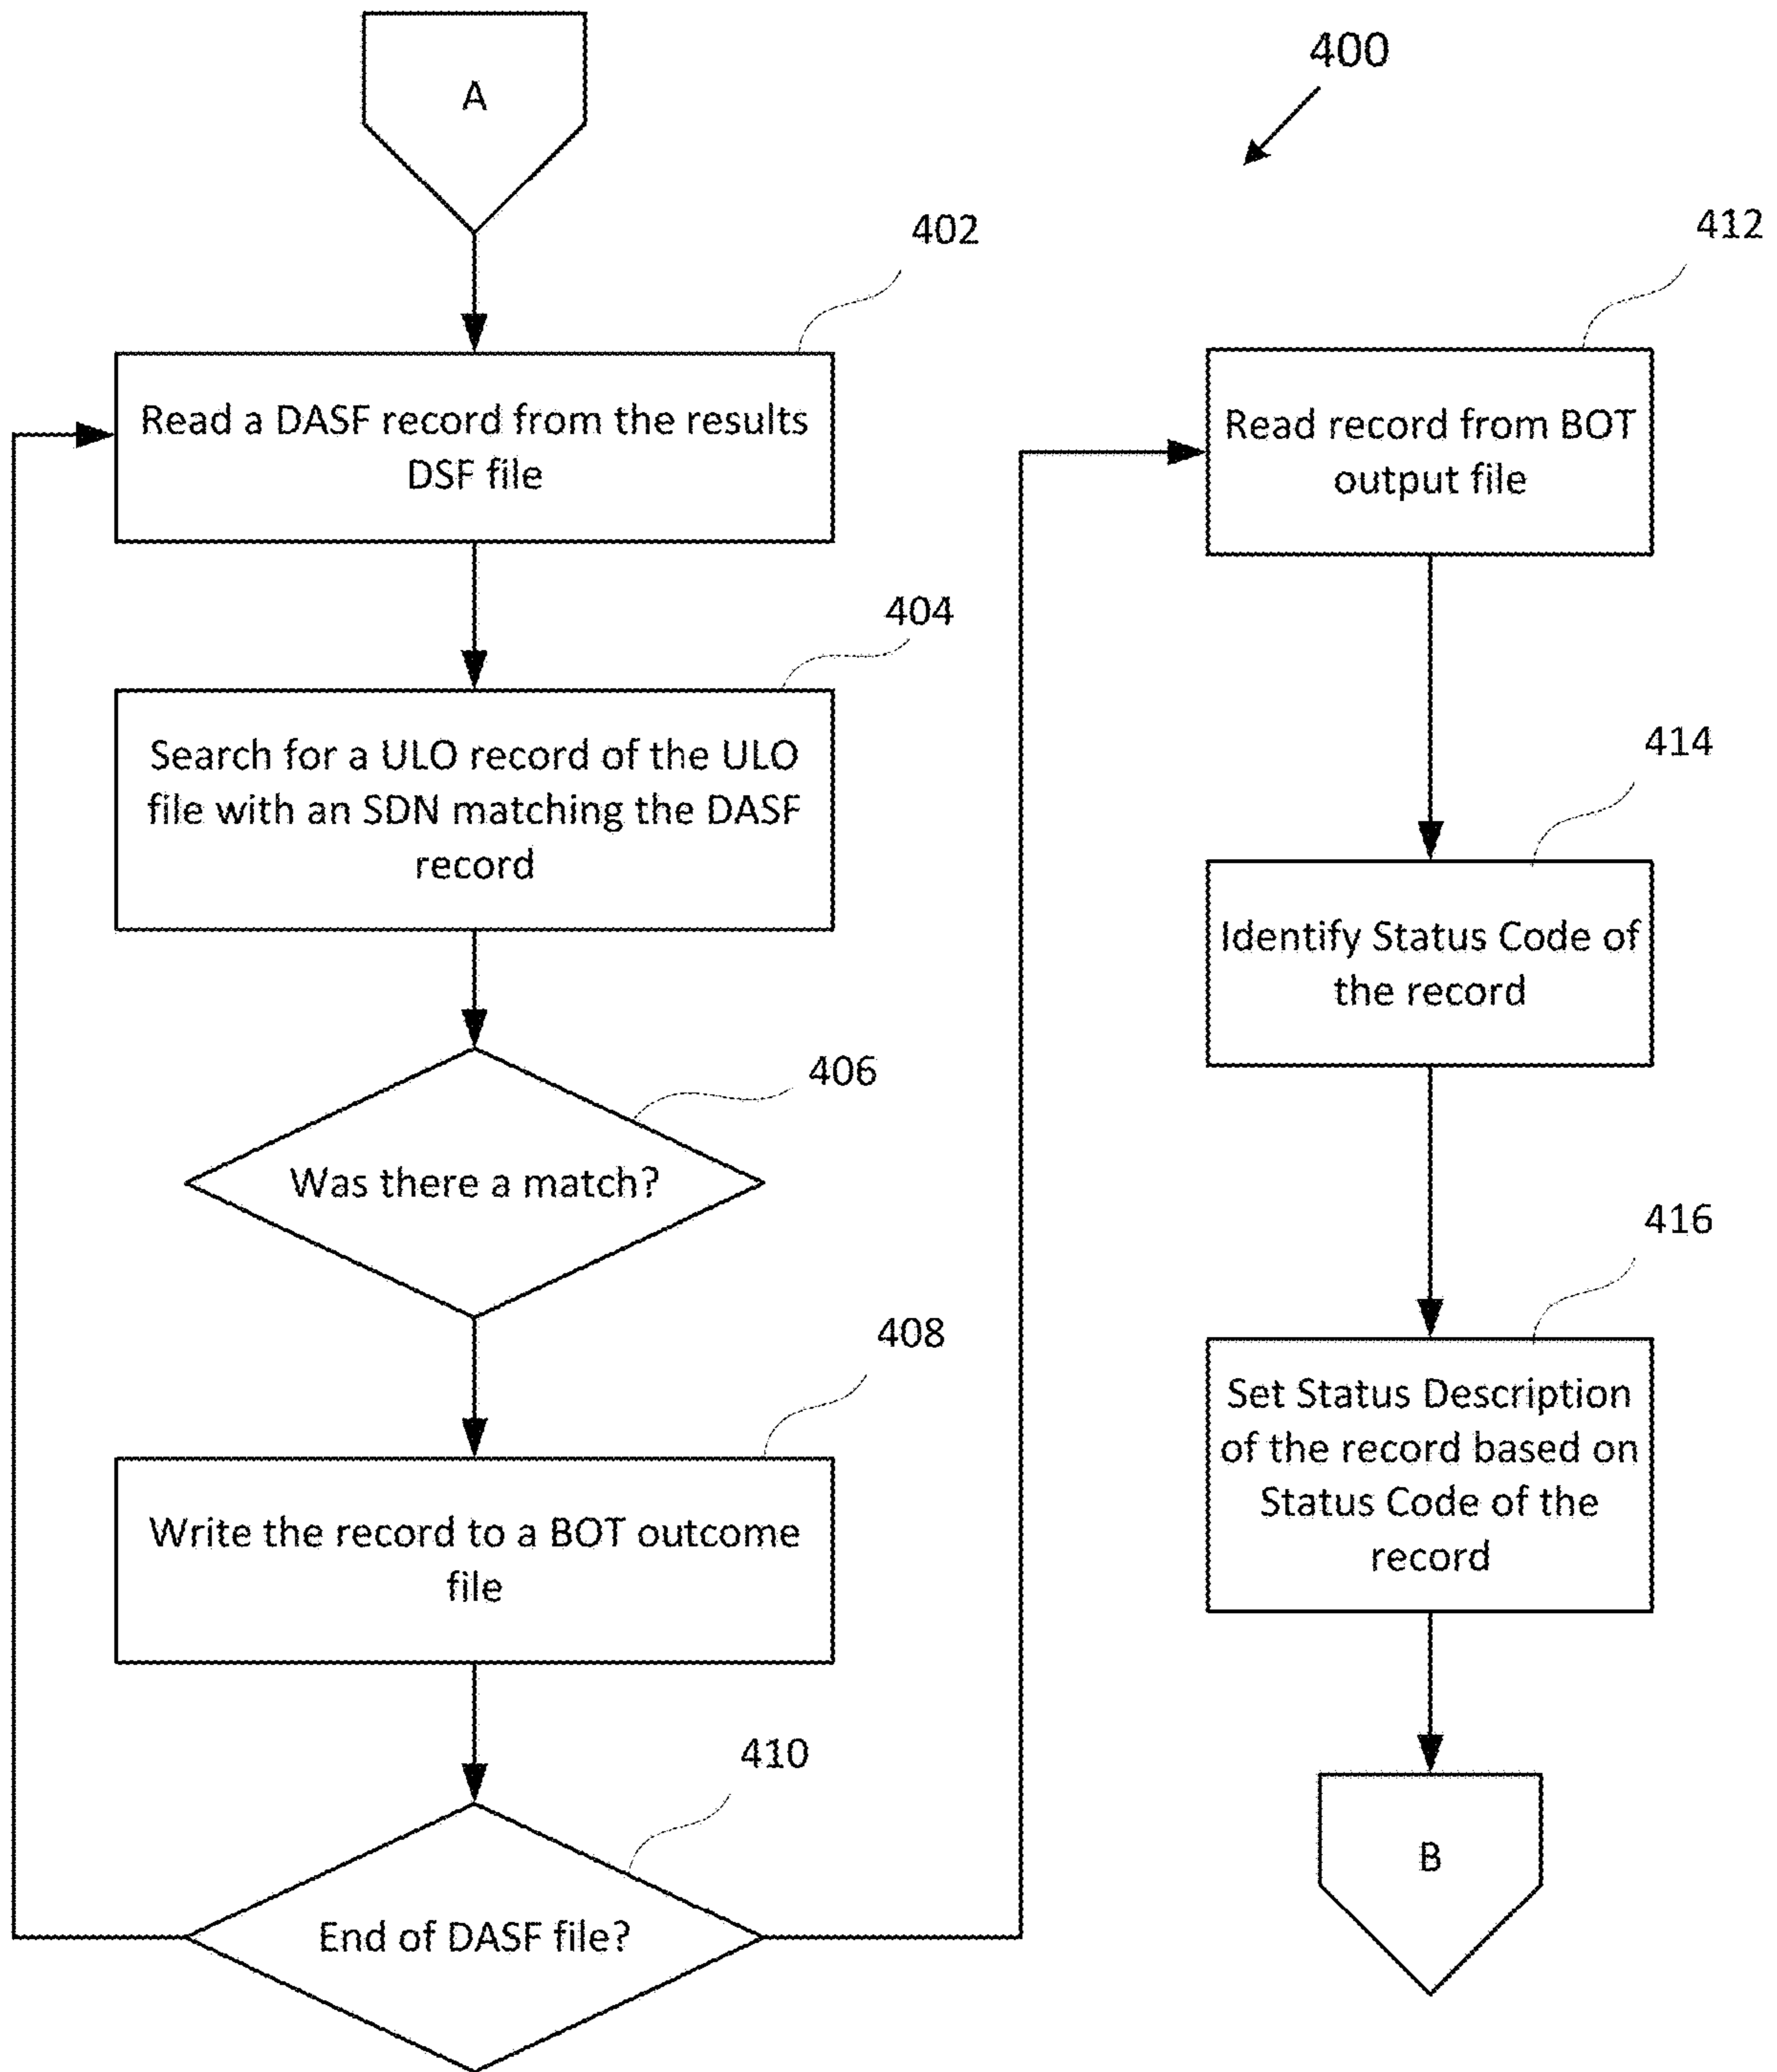 A
400
402
Read a DASF record from the results
DSF file
404
Search for a ULO record of the ULO
file with an SDN matching the DASF
record
406
Was there a match?
408
Write the record to a BOT outcome
file
410
End of DASF file?
412
Read record from BOT
output file
414
Identify Status Code of
the record
416
Set Status Description
of the record based on
Status Code of the
record
B